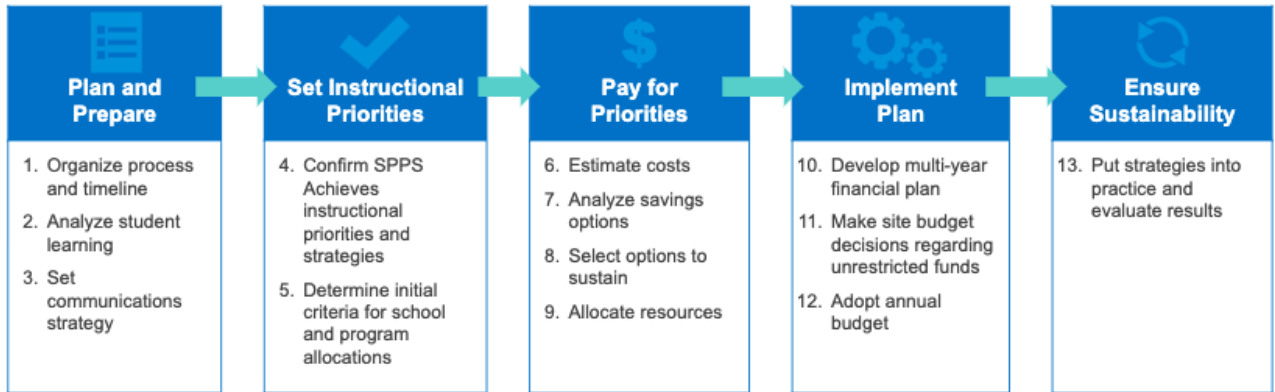 Plan and
Prepare
1. Organize process
and timeline
2. Analyze student
learning
3. Set
communications
strategy
Set Instructional
Priorities
4. Confirm SPPS
Achieves
instructional
priorities and
strategies
5. Determine initial
criteria for school
and program
allocations
$
Pay for
Priorities
6. Estimate costs
7. Analyze savings
options
8. Select options to
sustain
9. Allocate resources
Implement
Plan
10. Develop multi-year
financial plan
11. Make site budget
decisions regarding
unrestricted funds
12. Adopt annual
budget
Ensure
Sustainability
13. Put strategies into
practice and
evaluate results